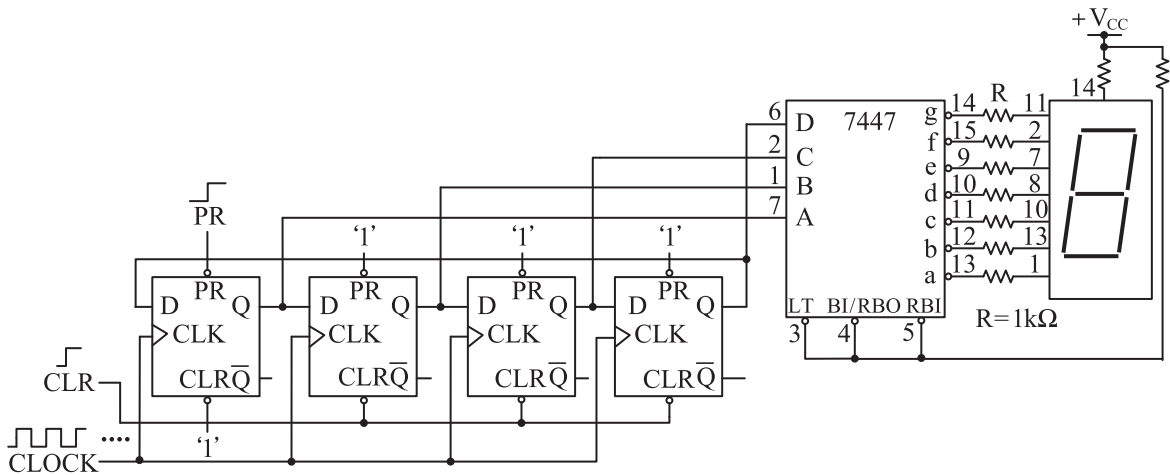 +V_CC
14
6 D 7447 g 14 R 11
2 C f 15 2
1 B e 9 7
7 A d 10 8
c 11 10
b 12 13
a 13 1
LT BI/RBO RBI
3 4 5
R=1kΩ
PR
'1' '1' '1'
D PR Q D PR Q D PR Q D PR Q
CLK CLK CLK CLK
CLR Q̅ CLR Q̅ CLR Q̅ CLR Q̅
CLR
'1'
CLOCK